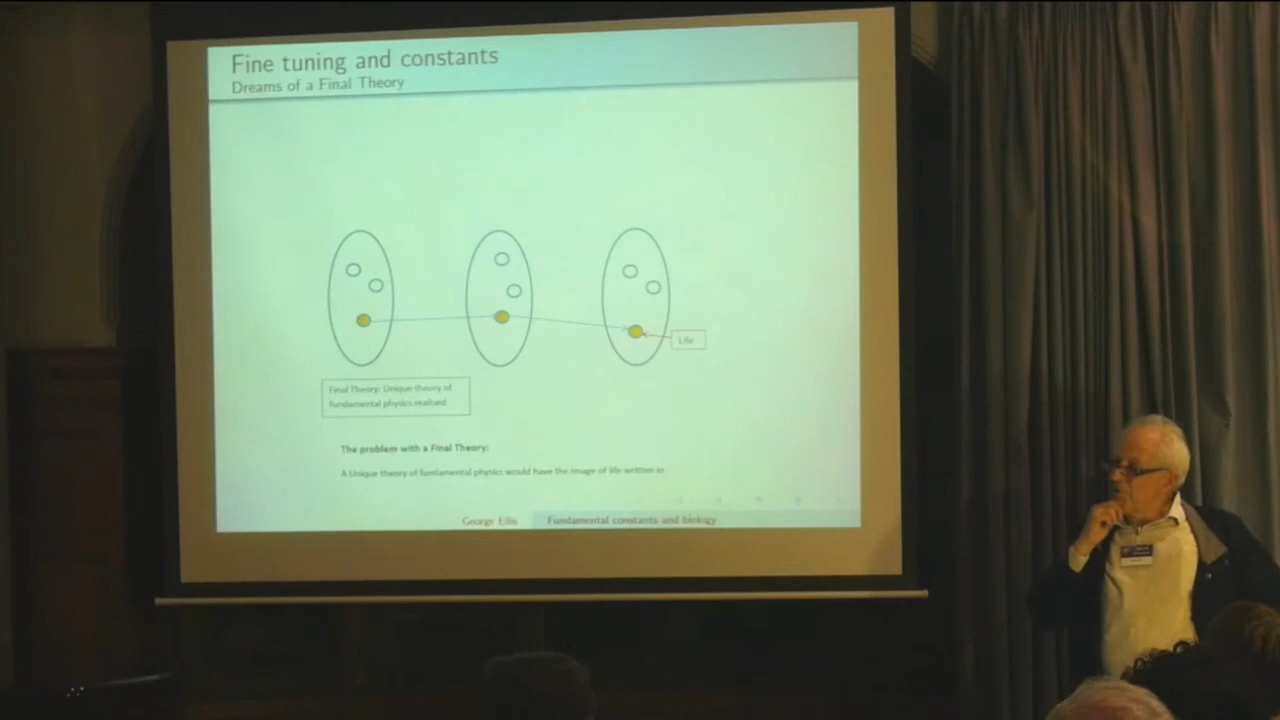 Fine tuning and constants
Dreams of a Final Theory
Life
Final Theory: Unique theory of
fundamental physics realised
The problem with a Final Theory:
A Unique theory of fundamental physics would have the image of life written in
George Ellis
Fundamental constants and biology